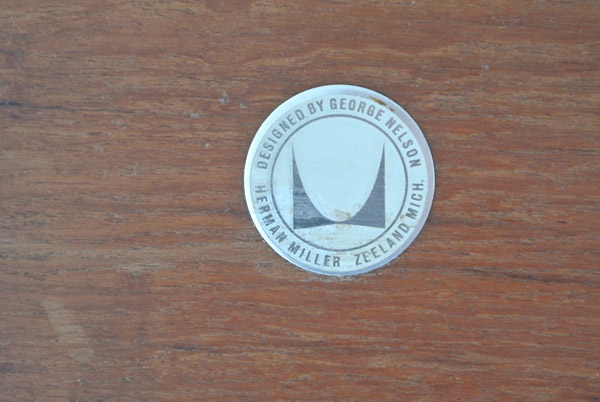 DESIGNED BY GEORGE NELSON
HERMAN MILLER ZEELAND MICH.